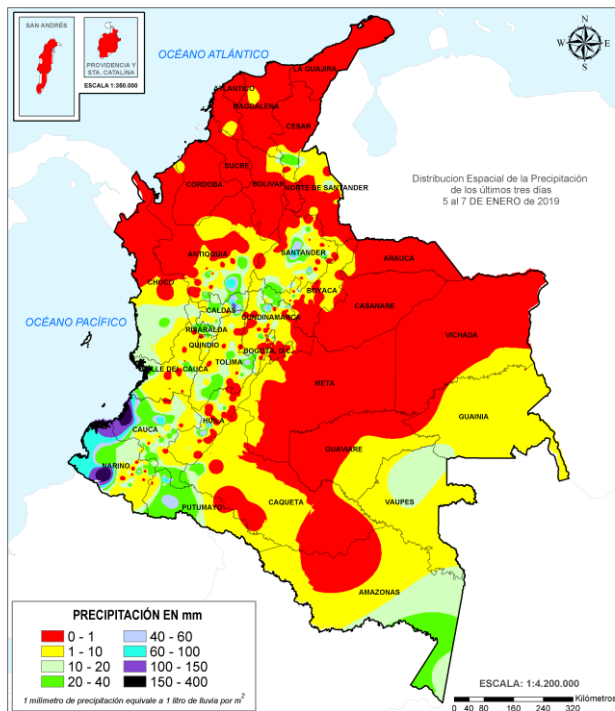 SAN ANDRÉS
PROVIDENCIA Y
STA. CATALINA
ESCALA 1:350.000
OCÉANO ATLÁNTICO
N
W
E
S
LA GUAJIRA
ATLANTICO
MAGDALENA
CESAR
SUCRE
CORDOBA
BOLIVAR
NORTE DE SANTANDER
Distribucion Espacial de la Precipitación
de los últimos tres días
5 al 7 DE ENERO de 2019
ANTIOQUIA
SANTANDER
ARAUCA
CHOCO
BOYACA
CASANARE
CALDAS
CUNDINAMARCA
OCÉANO PACÍFICO
RISARALDA
VICHADA
QUINDIO
BOGOTA, D.C.
TOLIMA
VALLE DEL CAUCA
META
GUAINIA
CAUCA
HUILA
GUAVIARE
NARIÑO
CAQUETA
VAUPES
PUTUMAYO
AMAZONAS
PRECIPITACIÓN EN mm
0 - 1
40 - 60
1 - 10
60 - 100
10 - 20
100 - 150
20 - 40
150 - 400
1 milimetro de precipitación equivale a 1 litro de lluvia por m2
ESCALA: 1:4.200.000
Kilómetros
0 40 80 160 240 320